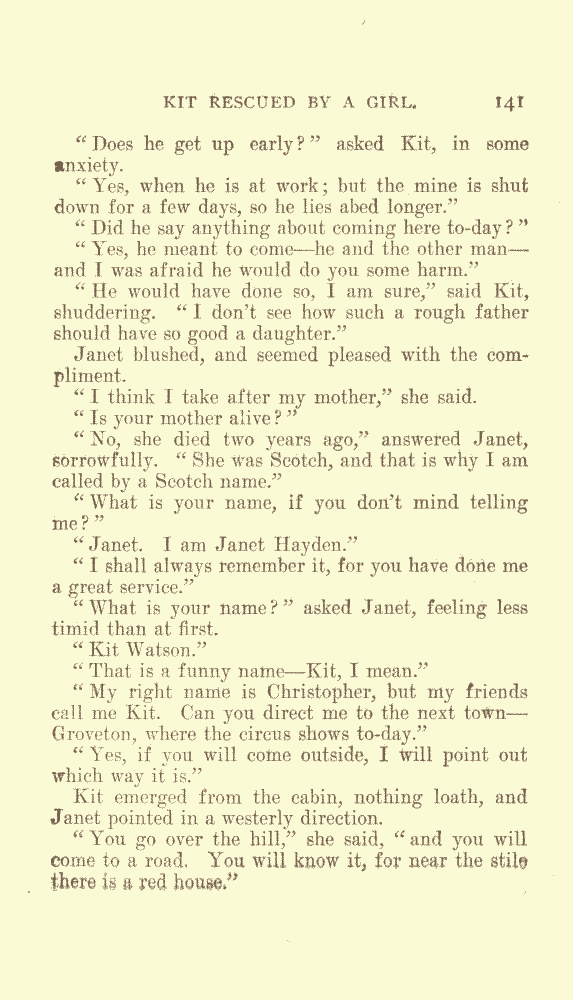 KIT RESCUED BY A GIRL. 141
“Does he get up early?” asked Kit, in some
anxiety.
“Yes, when he is at work; but the mine is shut
down for a few days, so he lies abed longer.”
“Did he say anything about coming here to-day?”
“Yes, he meant to come—he and the other man—
and I was afraid he would do you some harm.”
“He would have done so, I am sure,” said Kit,
shuddering. “I don’t see how such a rough father
should have so good a daughter.”
Janet blushed, and seemed pleased with the com-
pliment.
“I think I take after my mother,” she said.
“Is your mother alive?”
“No, she died two years ago,” answered Janet,
sorrowfully. “She was Scotch, and that is why I am
called by a Scotch name.”
“What is your name, if you don’t mind telling
me?”
“Janet. I am Janet Hayden.”
“I shall always remember it, for you have done me
a great service.”
“What is your name?” asked Janet, feeling less
timid than at first.
“Kit Watson.”
“That is a funny name—Kit, I mean.”
“My right name is Christopher, but my friends
call me Kit. Can you direct me to the next town—
Groveton, where the circus shows to-day.”
“Yes, if you will come outside, I will point out
which way it is.”
Kit emerged from the cabin, nothing loath, and
Janet pointed in a westerly direction.
“You go over the hill,” she said, “and you will
come to a road. You will know it, for near the stile
there is a red house.”